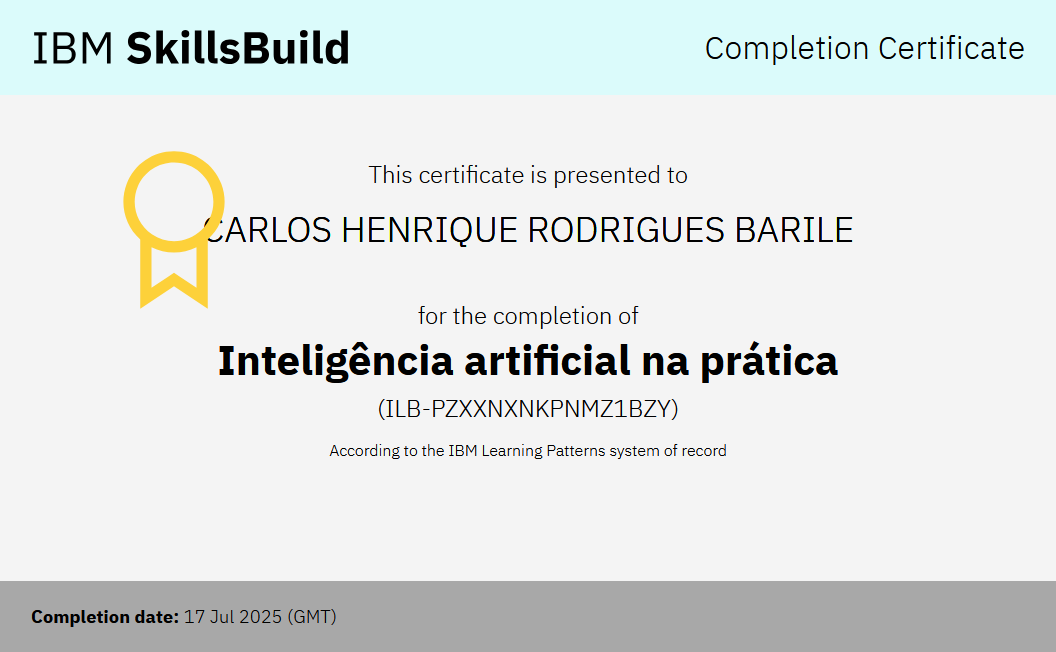 IBM SkillsBuild
Completion Certificate
This certificate is presented to
CARLOS HENRIQUE RODRIGUES BARILE
for the completion of
Inteligência artificial na prática
(ILB-PZXXNXNKPNMZ1BZY)
According to the IBM Learning Patterns system of record
Completion date: 17 Jul 2025 (GMT)